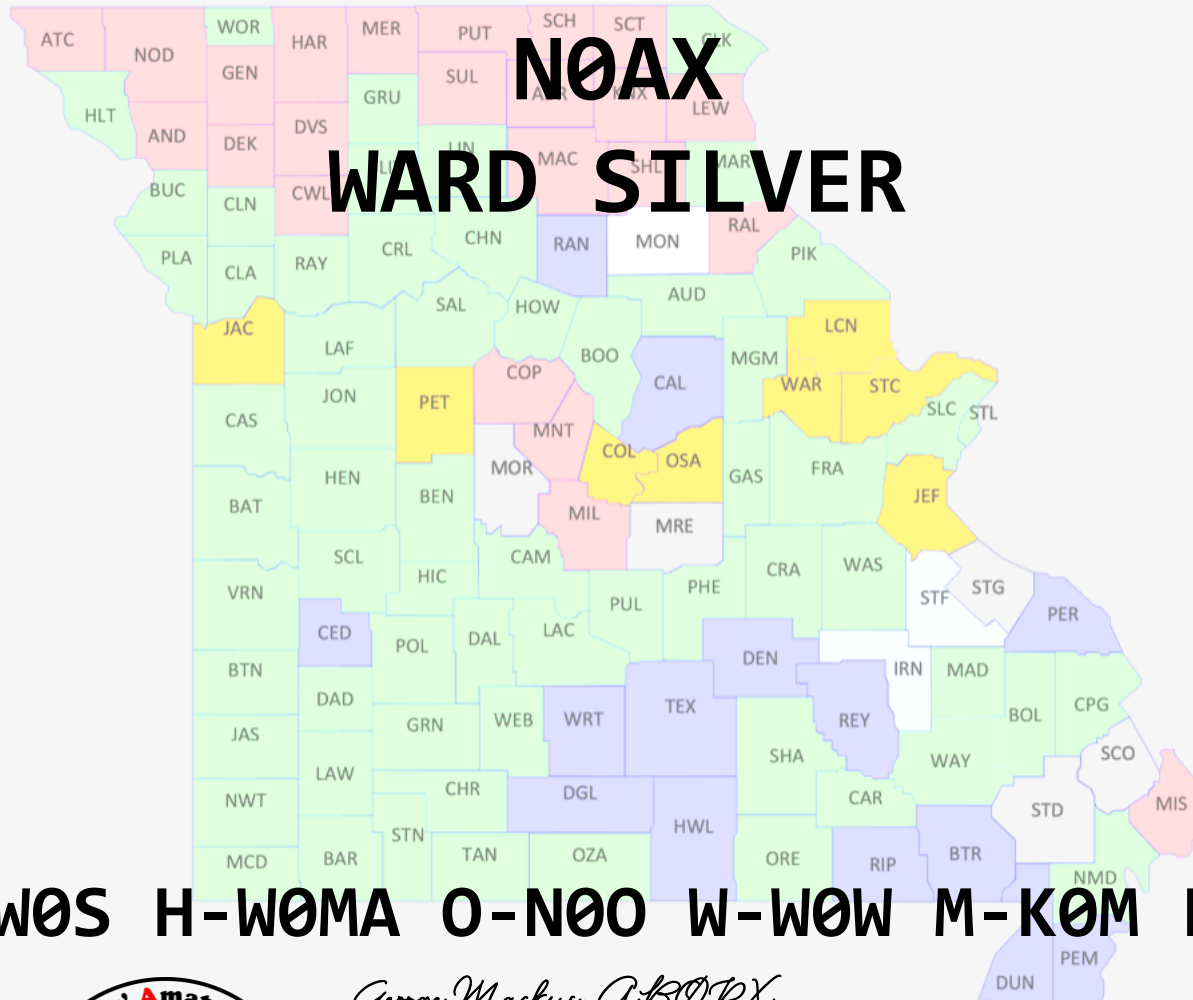 ATC NOD WOR HAR MER PUT SCH SCT CLK
GEN SUL
N0AX
HLT AND DEK DVS GRU LEW
MAC SHL MAR
BUC CLN CWL
WARD SILVER
PLA CLA RAY CRL CHN RAN MON RAL PIK
JAC LAF SAL HOW AUD LCN
BOO CAL MGM
CAS JON PET COP WAR STC SLC STL
MNT COL OSA
BAT HEN BEN MOR GAS FRA JEF
MIL MRE
VRN SCL HIC CAM PHE CRA WAS STF STG
PUL PER
CED POL DAL LAC DEN
BTN DAD IRN MAD
JAS GRN WEB WRT TEX REY BOL CPG
LAW SHA WAY SCO
NWT CHR DGL CAR STD MIS
STN HWL
MCD BAR TAN OZA ORE RIP BTR NMD
W0S H-W0MA O-N0O W-W0W M-K0M
PEM
DUN